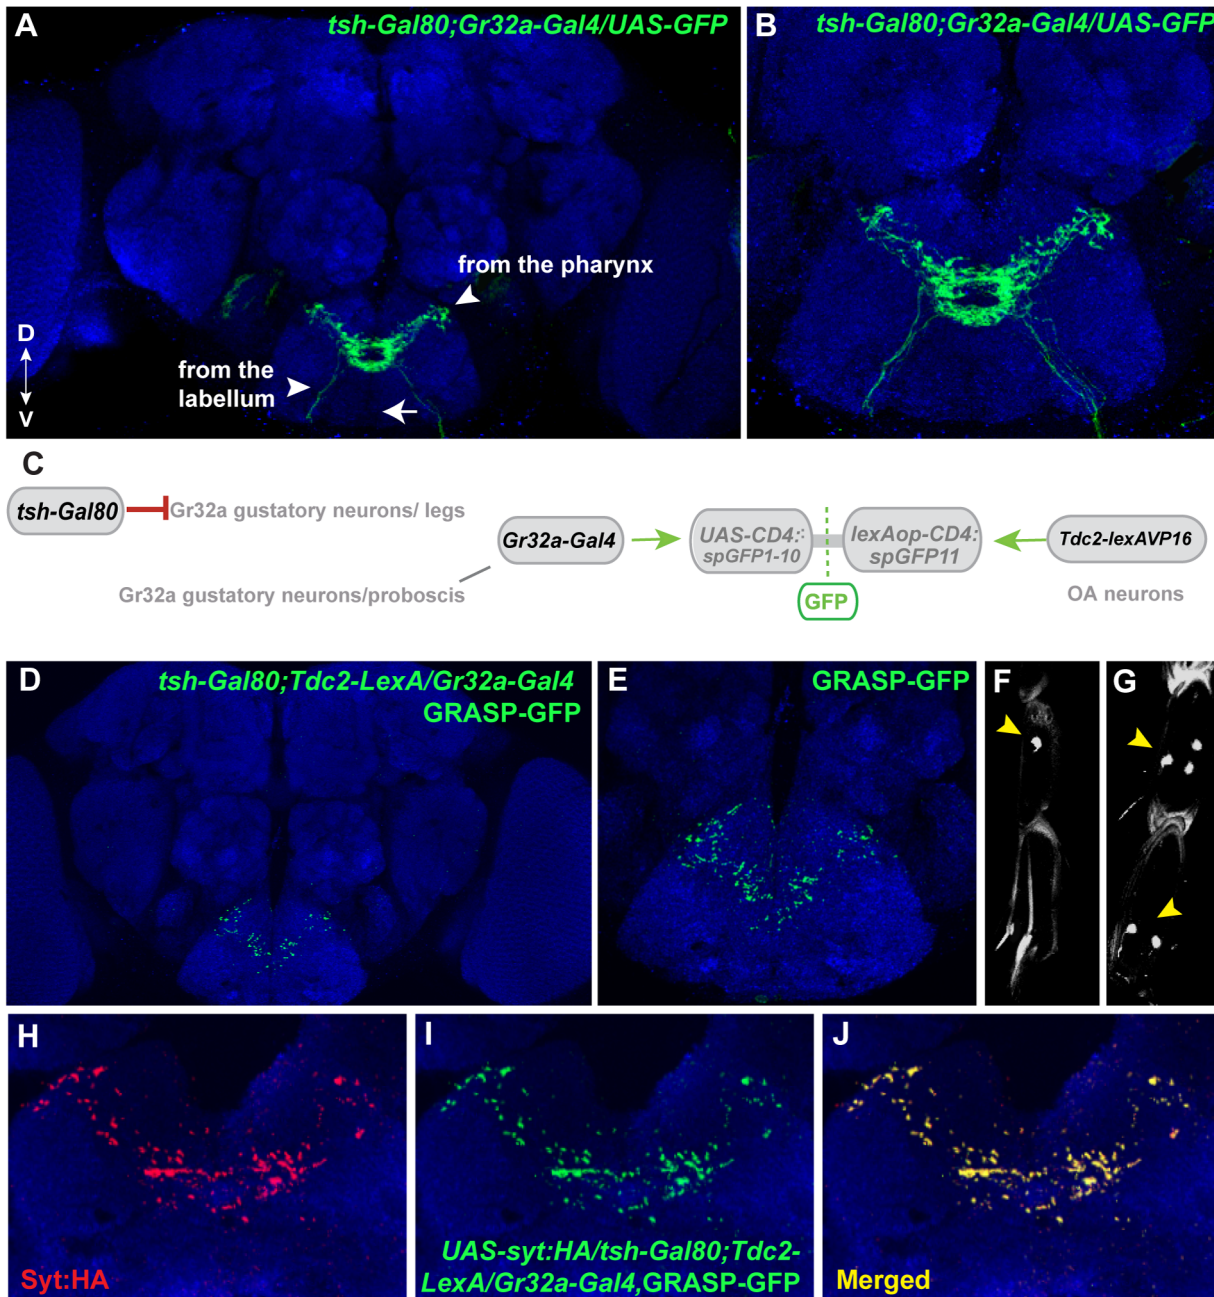 A
tsh-Gal80;Gr32a-Gal4/UAS-GFP
from the pharynx
from the
labellum
D
V
B
tsh-Gal80;Gr32a-Gal4/UAS-GFP
C
tsh-Gal80
Gr32a gustatory neurons/ legs
Gr32a-Gal4
Gr32a gustatory neurons/proboscis
UAS-CD4::
spGFP1-10
lexAop-CD4:
spGFP11
GFP
Tdc2-lexAVP16
OA neurons
D
tsh-Gal80;Tdc2-LexA/Gr32a-Gal4
GRASP-GFP
E
GRASP-GFP
F
G
H
Syt:HA
I
UAS-syt:HA/tsh-Gal80;Tdc2-
LexA/Gr32a-Gal4,GRASP-GFP
J
Merged